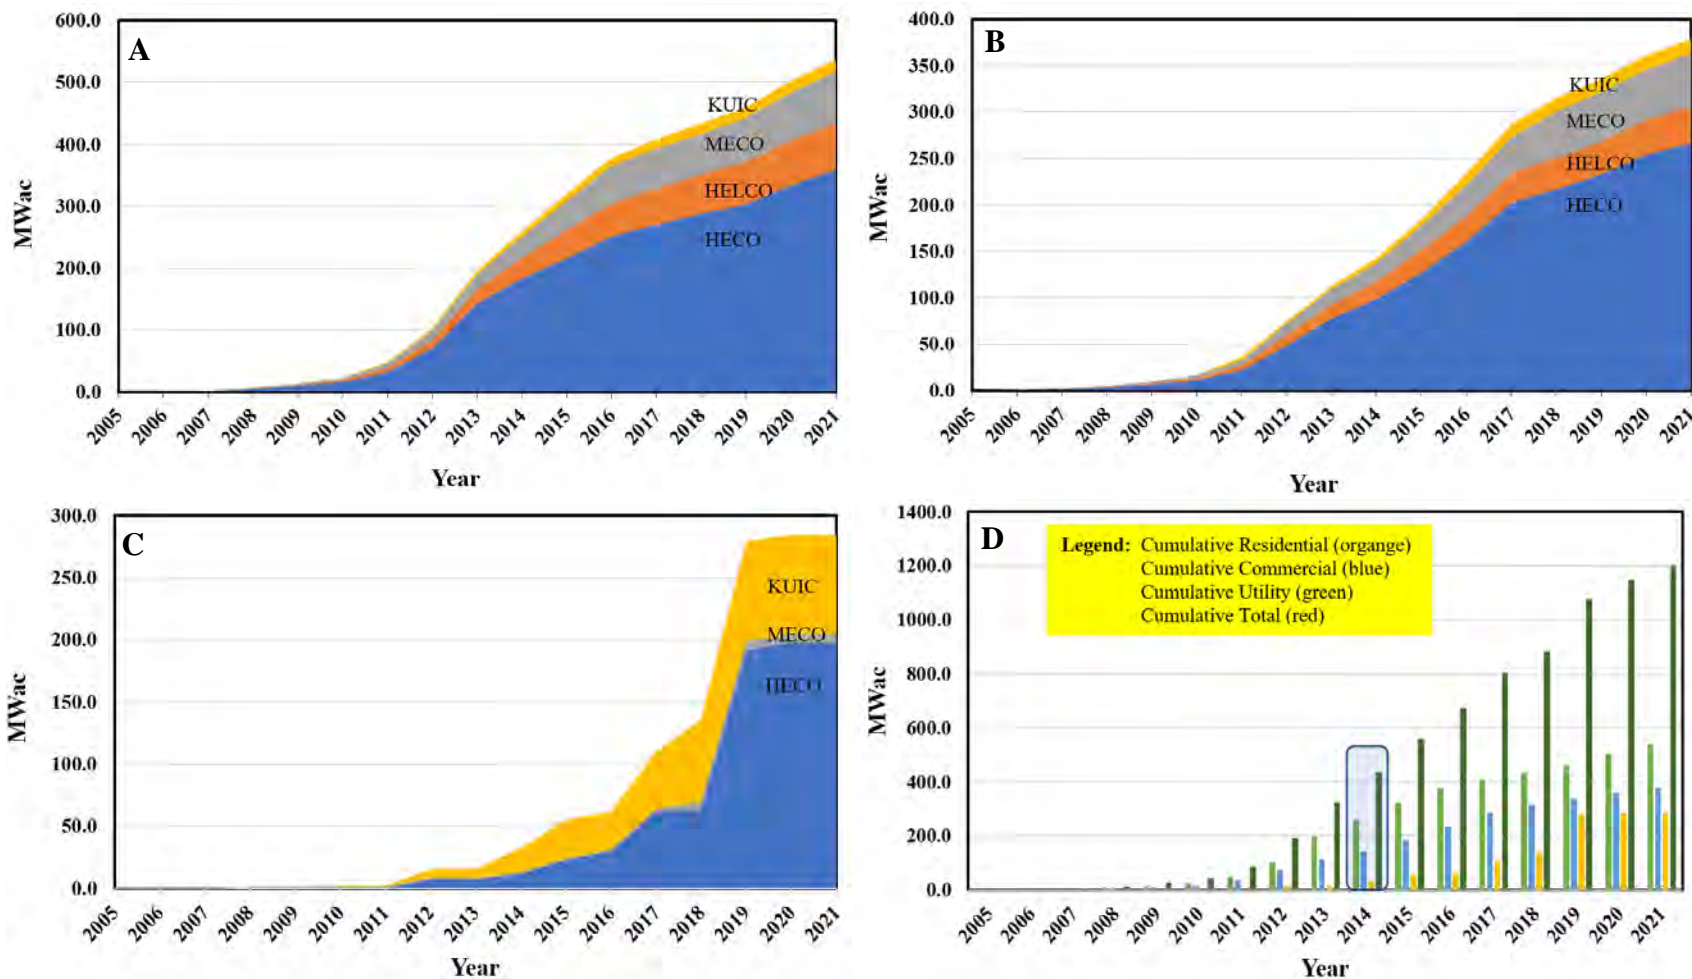 A
600.0
500.0
400.0
300.0
200.0
100.0
0.0
MWac
KUIC
MECO
HELCO
HECO
2005 2006 2007 2008 2009 2010 2011 2012 2013 2014 2015 2016 2017 2018 2019 2020 2021
Year
B
400.0
350.0
300.0
250.0
200.0
150.0
100.0
50.0
0.0
MWac
KUIC
MECO
HELCO
HECO
2005 2006 2007 2008 2009 2010 2011 2012 2013 2014 2015 2016 2017 2018 2019 2020 2021
Year
C
300.0
250.0
200.0
150.0
100.0
50.0
0.0
MWac
KUIC
MECO
HECO
2005 2006 2007 2008 2009 2010 2011 2012 2013 2014 2015 2016 2017 2018 2019 2020 2021
Year
D
1400.0
1200.0
1000.0
800.0
600.0
400.0
200.0
0.0
MWac
Legend: Cumulative Residential (organge)
Cumulative Commercial (blue)
Cumulative Utility (green)
Cumulative Total (red)
2005 2006 2007 2008 2009 2010 2011 2012 2013 2014 2015 2016 2017 2018 2019 2020 2021
Year